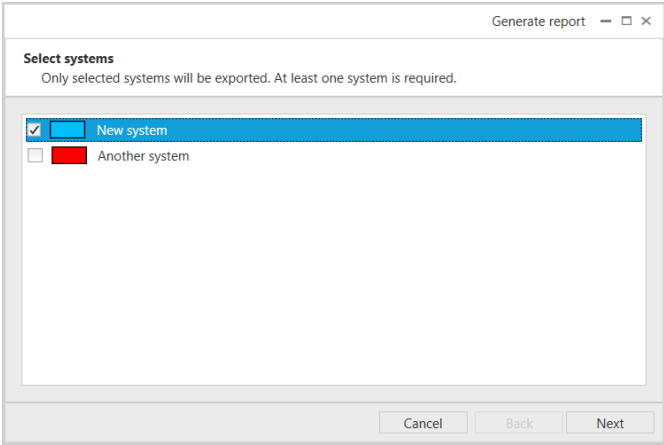 Generate report
Select systems
Only selected systems will be exported. At least one system is required.
New system
Another system
Cancel Back Next